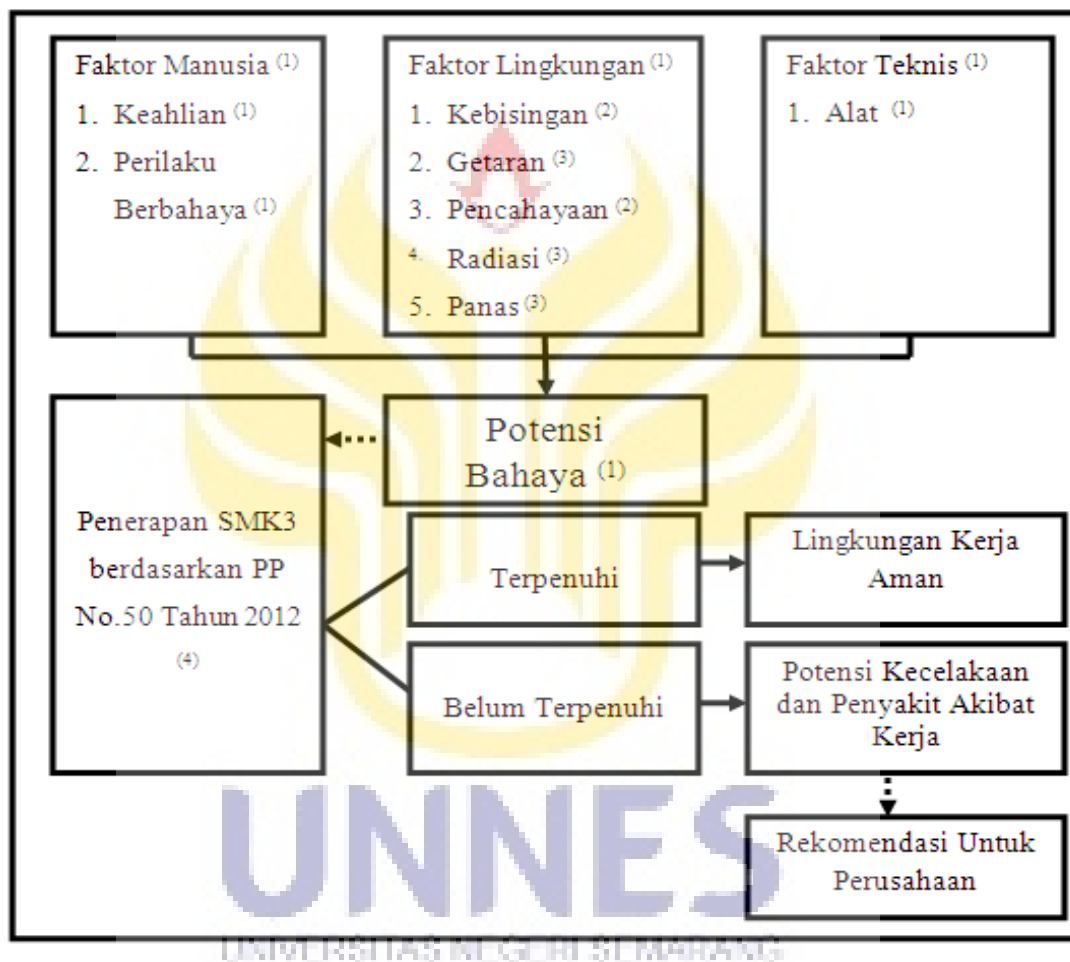 Faktor Manusia (1)
1. Keahlian (1)
2. Perilaku
Berbahaya (1)
Faktor Lingkungan (1)
1. Kebisingan (2)
2. Getaran (3)
3. Pencahayaan (2)
4. Radiasi (3)
5. Panas (3)
Faktor Teknis (1)
1. Alat (1)
Potensi
Bahaya (1)
Penerapan SMK3
berdasarkan PP
No.50 Tahun 2012
(4)
Terpenuhi
Lingkungan Kerja
Aman
Belum Terpenuhi
Potensi Kecelakaan
dan Penyakit Akibat
Kerja
Rekomendasi Untuk
Perusahaan
UNNES
UNIVERSITAS NEGERI SEMARANG